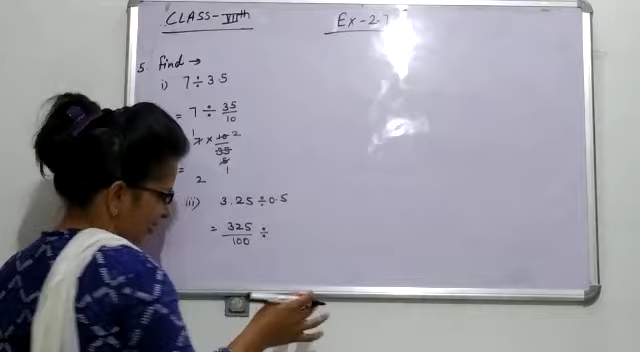 CLASS - VIIth
Ex - 2.7
5. Find →
i) 7 ÷ 3.5
= 7 ÷ 35/10
1 7 × 10/35 2
5
1
=
2
iii) 3.25 ÷ 0.5
= 325/100 ÷